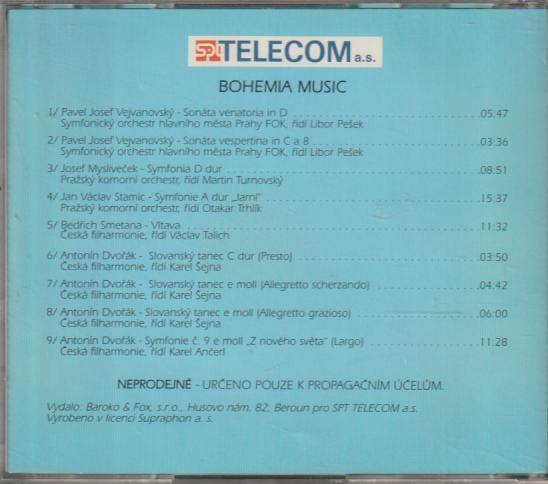 SPT TELECOM a.s.
BOHEMIA MUSIC
1/ Pavel Josef Vejvanovský - Sonáta venatoria in D 05:47
Symfonický orchestr hlavního města Prahy FOK, řídí Libor Pešek
2/ Pavel Josef Vejvanovský - Sonáta vespertina in C a 8 03:36
Symfonický orchestr hlavního města Prahy FOK, řídí Libor Pešek
3/ Josef Mysliveček - Symfonia D dur 08:51
Pražský komorní orchestr, řídí Martin Turnovský
4/ Jan Václav Stamic - Symfonie A dur „Jarní" 15:37
Pražský komorní orchestr, řídí Otakar Trhlík
5/ Bedřich Smetana - Vltava 11:32
Česká filharmonie, řídí Václav Talich
6/ Antonín Dvořák - Slovanský tanec C dur (Presto) 03:50
Česká filharmonie, řídí Karel Šejna
7/ Antonín Dvořák - Slovanský tanec e moll (Allegretto scherzando) 04:42
Česká filharmonie, řídí Karel Šejna
8/ Antonín Dvořák - Slovanský tanec e moll (Allegretto grazioso) 06:00
Česká filharmonie, řídí Karel Šejna
9/ Antonín Dvořák - Symfonie č. 9 e moll „Z nového světa" (Largo) 11:28
Česká filharmonie, řídí Karel Ančerl
NEPRODEJNÉ - URČENO POUZE K PROPAGAČNÍM ÚČELŮM.
Vydalo: Baroko & Fox, s.r.o., Husovo nám. 82, Beroun pro SPT TELECOM a.s.
Vyrobeno v licenci Supraphon a. s.